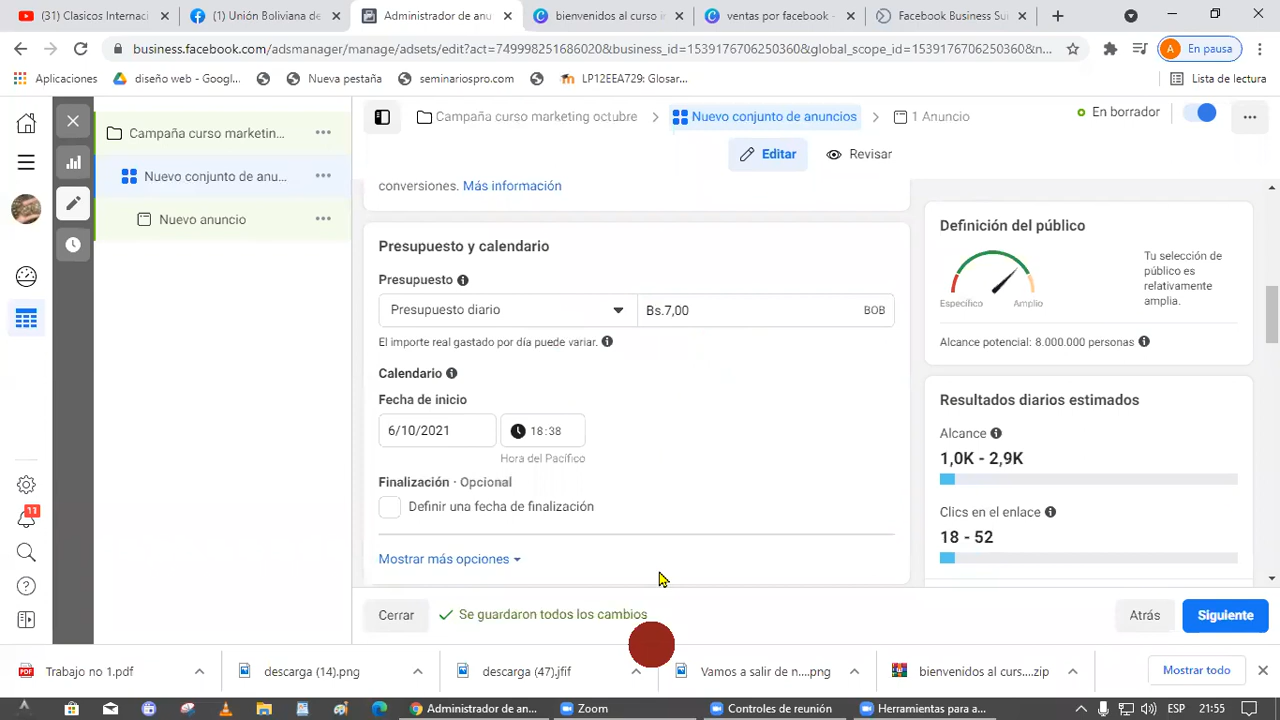 (31) Clasicos Internaci
(1) Unión Boliviana de
Administrador de anu
bienvenidos al curso i
ventas por facebook -
Facebook Business Su
business.facebook.com/adsmanager/manage/adsets/edit?act=749998251686020&business_id=1539176706250360&global_scope_id=1539176706250360&n...
A En pausa
Aplicaciones
diseño web - Googl...
Nueva pestaña
seminariospro.com
LP12EEA729: Glosar...
Lista de lectura
Campaña curso marketin...
Nuevo conjunto de anu...
Nuevo anuncio
11
Campaña curso marketing octubre
Nuevo conjunto de anuncios
1 Anuncio
En borrador
Editar
Revisar
conversiones. Más información
Presupuesto y calendario
Presupuesto
Presupuesto diario
Bs.7,00
BOB
El importe real gastado por día puede variar.
Calendario
Fecha de inicio
6/10/2021
18:38
Hora del Pacífico
Finalización · Opcional
Definir una fecha de finalización
Mostrar más opciones
Definición del público
Específico
Amplio
Tu selección de
público es
relativamente
amplia.
Alcance potencial: 8.000.000 personas
Resultados diarios estimados
Alcance
1,0K - 2,9K
Clics en el enlace
18 - 52
Cerrar
Se guardaron todos los cambios
Atrás
Siguiente
Trabajo no 1.pdf
descarga (14).png
descarga (47).jfif
Vamos a salir de n....png
bienvenidos al curs....zip
Mostrar todo
Administrador de an...
Zoom
Controles de reunión
Herramientas para a...
ESP
21:55